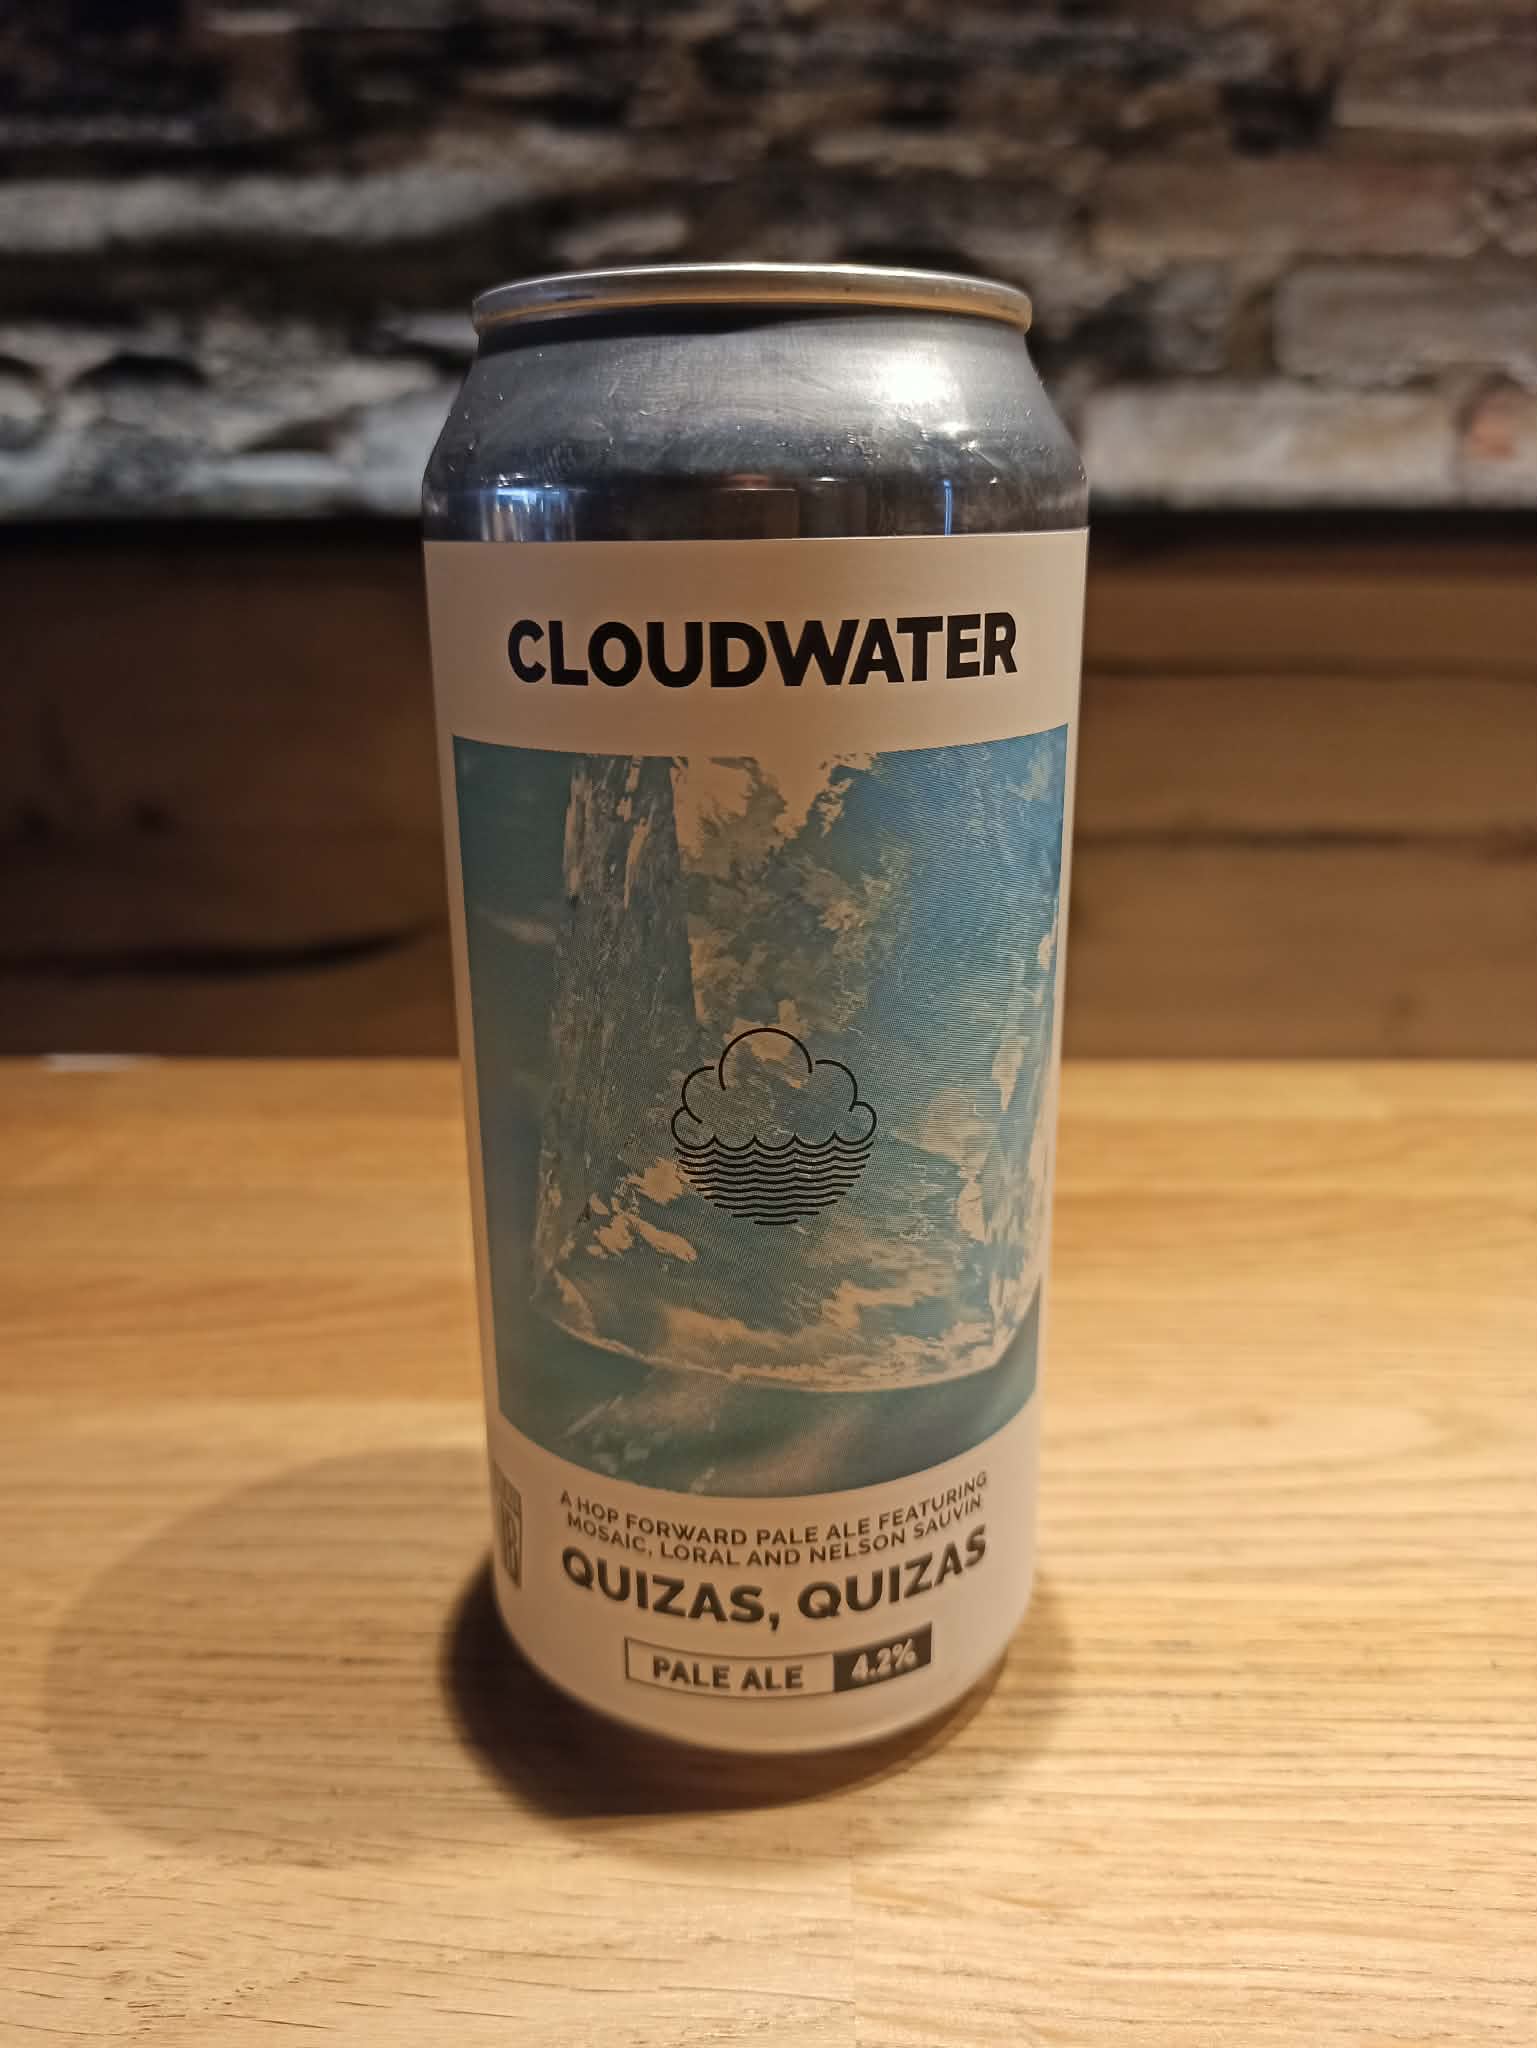 CLOUDWATER
A HOP FORWARD PALE ALE FEATURING
MOSAIC, LORAL AND NELSON SAUVIN
QUIZAS, QUIZAS
PALE ALE 4.2%